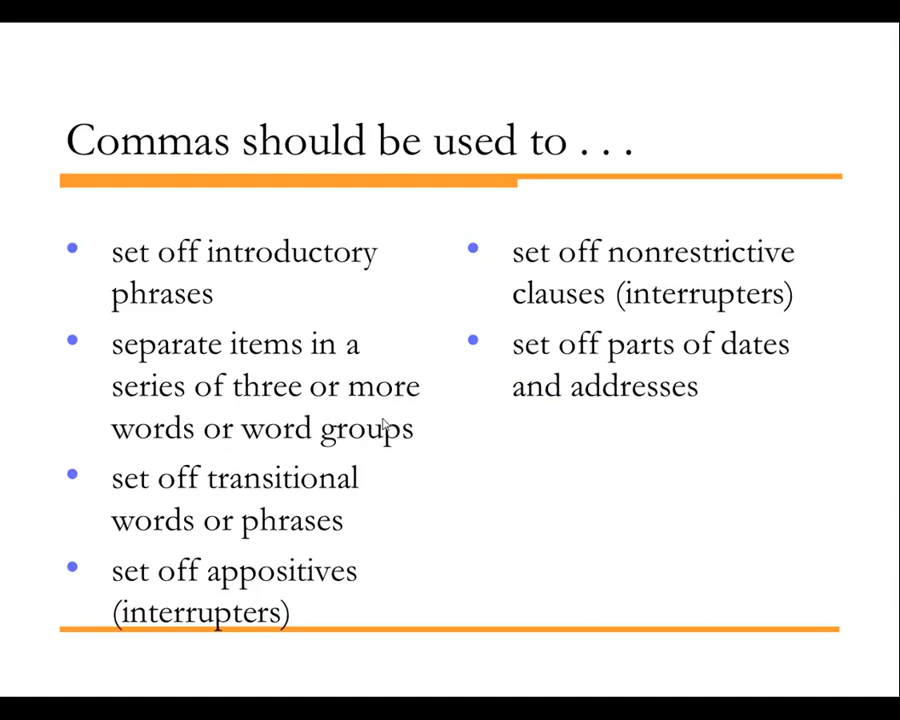 Commas should be used to . . .
• set off introductory
phrases
• separate items in a
series of three or more
words or word groups
• set off transitional
words or phrases
• set off appositives
(interrupters)
• set off nonrestrictive
clauses (interrupters)
• set off parts of dates
and addresses